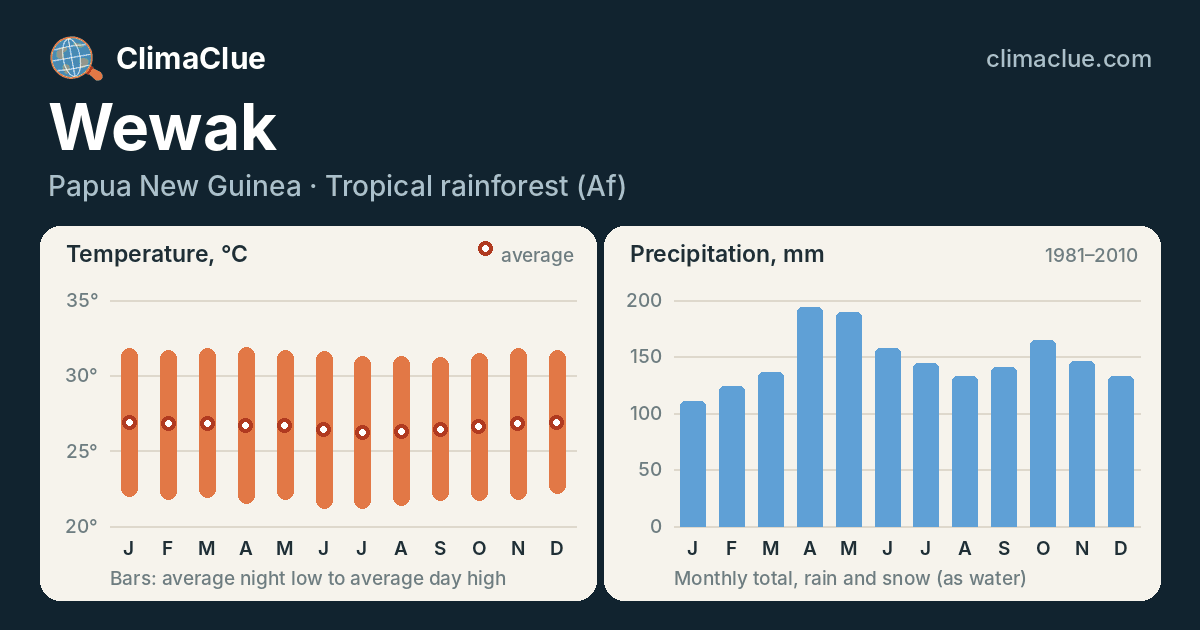 ClimaClue
climaclue.com
Wewak
Papua New Guinea · Tropical rainforest (Af)
Temperature, °C
average
35°
30°
25°
20°
J F M A M J J A S O N D
Bars: average night low to average day high
Precipitation, mm
1981–2010
200
150
100
50
0
J F M A M J J A S O N D
Monthly total, rain and snow (as water)